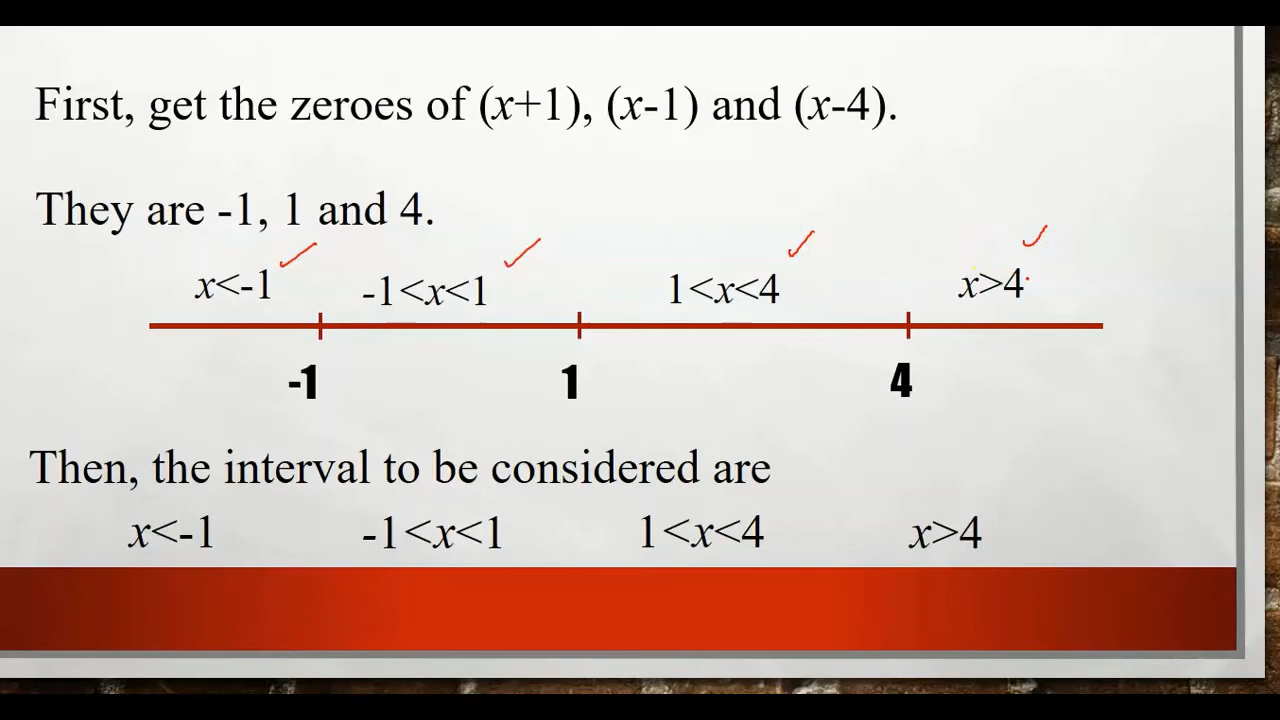 First, get the zeroes of (x+1), (x-1) and (x-4).
They are -1, 1 and 4.
x<-1 -1<x<1 1<x<4 x>4
-1 1 4
Then, the interval to be considered are
x<-1 -1<x<1 1<x<4 x>4